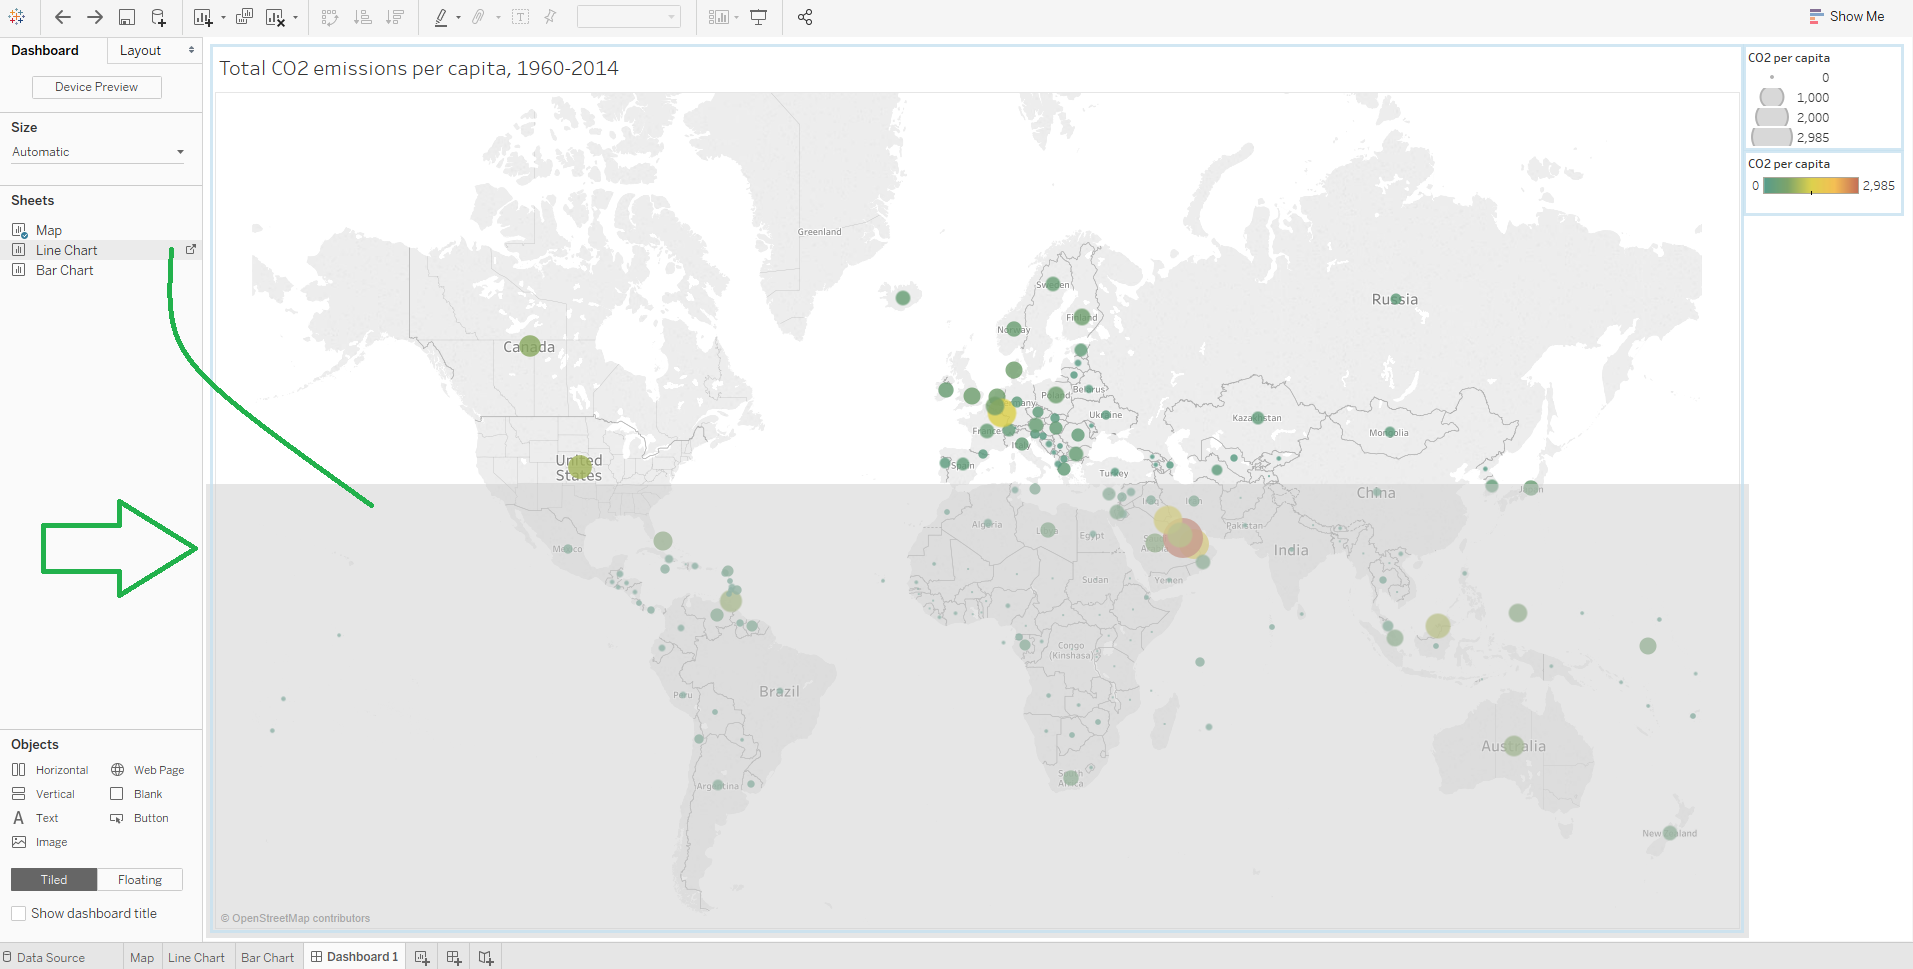 Show Me
Dashboard
Layout
Device Preview
Size
Automatic
Sheets
Map
Line Chart
Bar Chart
Objects
Horizontal
Web Page
Vertical
Blank
Text
Button
Image
Tiled
Floating
Show dashboard title
Total CO2 emissions per capita, 1960-2014
Greenland
Sweden
Finland
Norway
Russia
Canada
Belarus
Poland
Ukraine
Kazakhstan
France
Mongolia
Italy
United
States
Spain
Turkey
China
Japan
Iraq
Iran
Algeria
Libya
Egypt
Pakistan
Mexico
India
Sudan
Yemen
Congo
(Kinshasa)
Peru
Brazil
Australia
South
Africa
Argentina
New Zealand
© OpenStreetMap contributors
CO2 per capita
0
1,000
2,000
2,985
CO2 per capita
0
2,985
Data Source
Map
Line Chart
Bar Chart
Dashboard 1